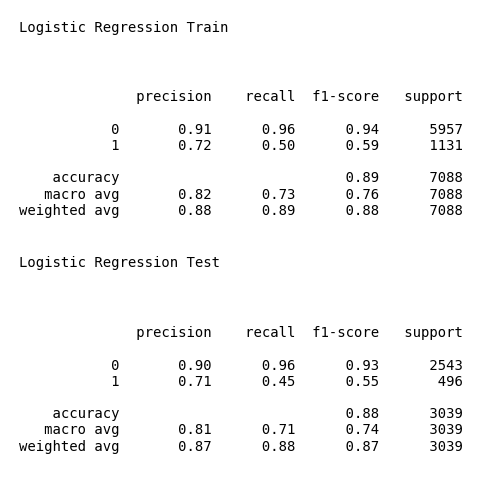 Logistic Regression Train
precision recall f1-score support
0 0.91 0.96 0.94 5957
1 0.72 0.50 0.59 1131
accuracy 0.89 7088
macro avg 0.82 0.73 0.76 7088
weighted avg 0.88 0.89 0.88 7088
Logistic Regression Test
precision recall f1-score support
0 0.90 0.96 0.93 2543
1 0.71 0.45 0.55 496
accuracy 0.88 3039
macro avg 0.81 0.71 0.74 3039
weighted avg 0.87 0.88 0.87 3039